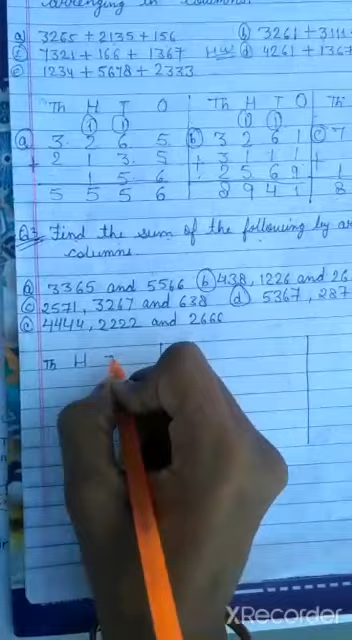 arranging in columns.
a) 3265 + 2135 + 156 b) 3261 + 3111
c) 7321 + 166 + 1367 HW d) 4261 + 1367
e) 1234 + 5678 + 2333
Th H T O Th H T O Th
1 1 1 1
a 3 2 6 5 b 3 2 6 1 c 7
+ 2 1 3 5 + 3 1 1 1 +
1 5 6 + 2 5 6 9 1
5 5 5 6 8 9 4 1 8
Q3. Find the sum of the following by
columns.
a) 3365 and 5566 b 438, 1226 and 26
c 2571, 3267 and 638 d 5367, 287
e 4444, 2222 and 2666
Th H T
XRecorder